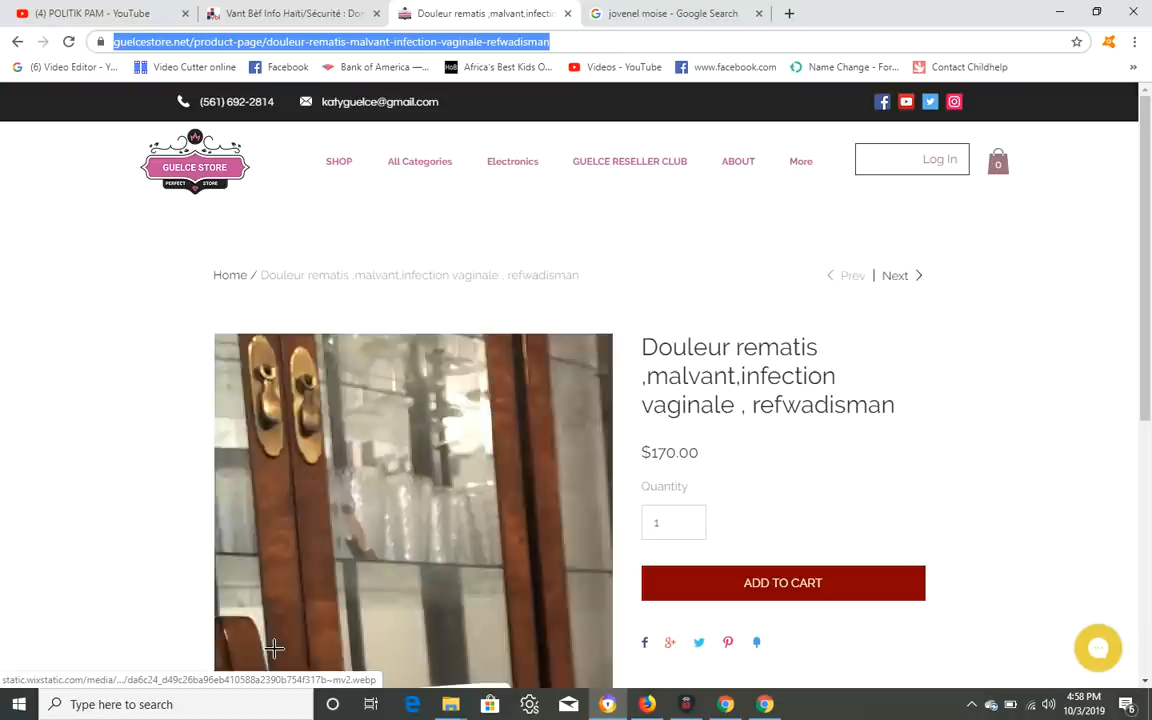 (4) POLITIK PAM - YouTube
Vant Bèf Info Haïti/Sécurité : Do
Douleur rematis ,malvant,infectio
jovenel moise - Google Search
guelcestore.net/product-page/douleur-rematis-malvant-infection-vaginale-refwadisman
(6) Video Editor - Y...
Video Cutter online
Facebook
Bank of America —...
Africa's Best Kids O...
Videos - YouTube
www.facebook.com
Name Change - For...
Contact Childhelp
(561) 692-2814
katyguelce@gmail.com
GUELCE STORE
PERFECT STORE
SHOP
All Categories
Electronics
GUELCE RESELLER CLUB
ABOUT
More
Log In
0
Home / Douleur rematis ,malvant,infection vaginale , refwadisman
Prev | Next
Douleur rematis
,malvant,infection
vaginale , refwadisman
$170.00
Quantity
1
ADD TO CART
static.wixstatic.com/media/.../da6c24_d49c26ba96eb410588a2390b754f317b~mv2.webp
Type here to search
4:58 PM
10/3/2019
6